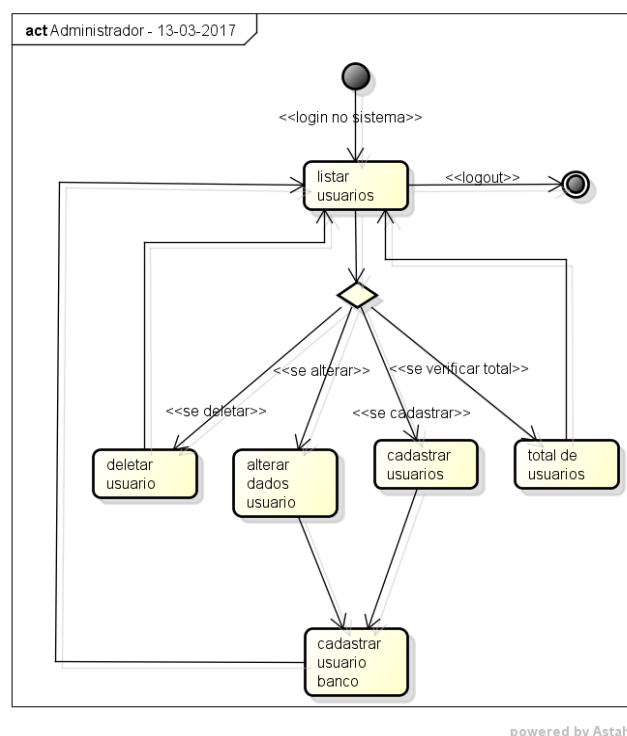 act Administrador - 13-03-2017
<<login no sistema>>
listar
usuarios
<<logout>>
<<se alterar>>
<<se verificar total>>
<<se deletar>>
<<se cadastrar>>
deletar
usuario
alterar
dados
usuario
cadastrar
usuarios
total de
usuarios
cadastrar
usuario
banco
powered by Astah